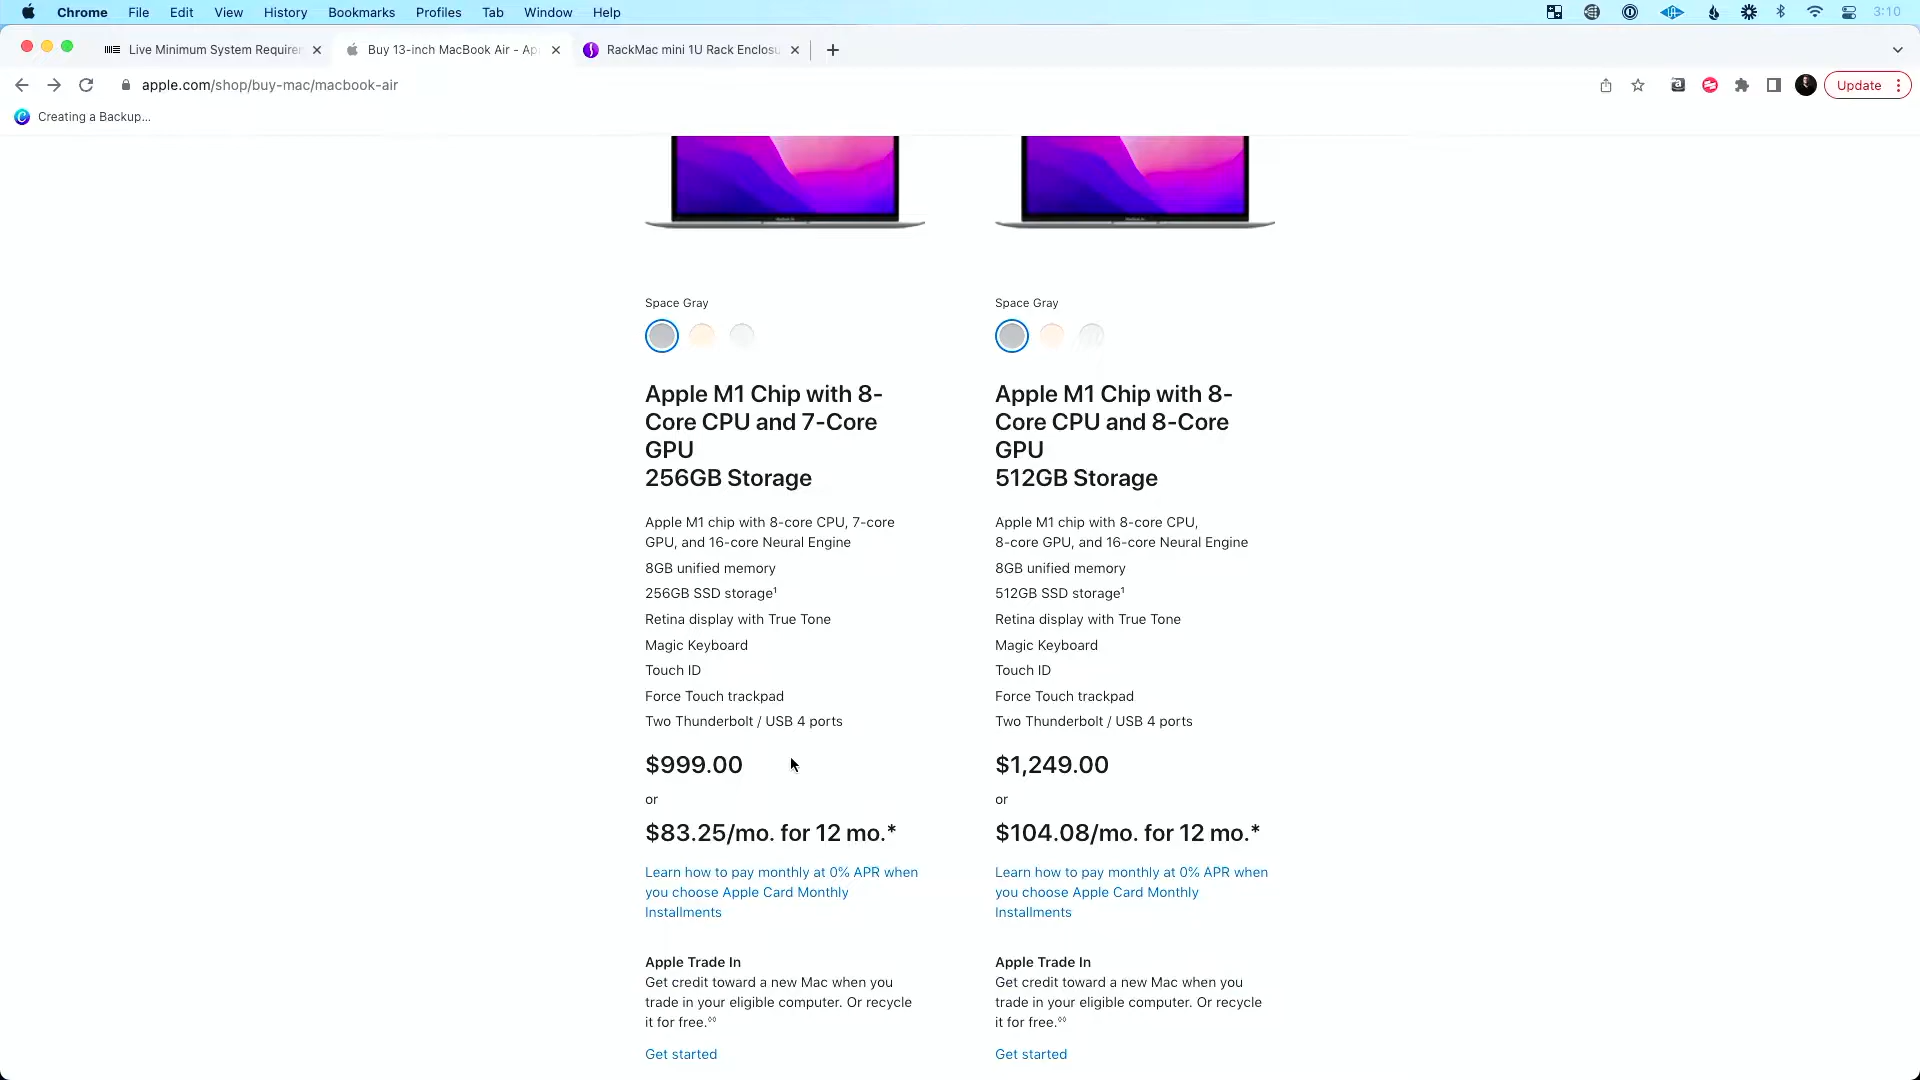 Chrome File Edit View History Bookmarks Profiles Tab Window Help 3:10
Live Minimum System Requirem Buy 13-inch MacBook Air - Ap RackMac mini 1U Rack Enclosu
apple.com/shop/buy-mac/macbook-air Update
Creating a Backup...
Space Gray
Apple M1 Chip with 8-
Core CPU and 7-Core
GPU
256GB Storage
Apple M1 chip with 8-core CPU, 7-core
GPU, and 16-core Neural Engine
8GB unified memory
256GB SSD storage¹
Retina display with True Tone
Magic Keyboard
Touch ID
Force Touch trackpad
Two Thunderbolt / USB 4 ports
$999.00
or
$83.25/mo. for 12 mo.*
Learn how to pay monthly at 0% APR when
you choose Apple Card Monthly
Installments
Apple Trade In
Get credit toward a new Mac when you
trade in your eligible computer. Or recycle
it for free.◊◊
Get started
Space Gray
Apple M1 Chip with 8-
Core CPU and 8-Core
GPU
512GB Storage
Apple M1 chip with 8-core CPU,
8-core GPU, and 16-core Neural Engine
8GB unified memory
512GB SSD storage¹
Retina display with True Tone
Magic Keyboard
Touch ID
Force Touch trackpad
Two Thunderbolt / USB 4 ports
$1,249.00
or
$104.08/mo. for 12 mo.*
Learn how to pay monthly at 0% APR when
you choose Apple Card Monthly
Installments
Apple Trade In
Get credit toward a new Mac when you
trade in your eligible computer. Or recycle
it for free.◊◊
Get started